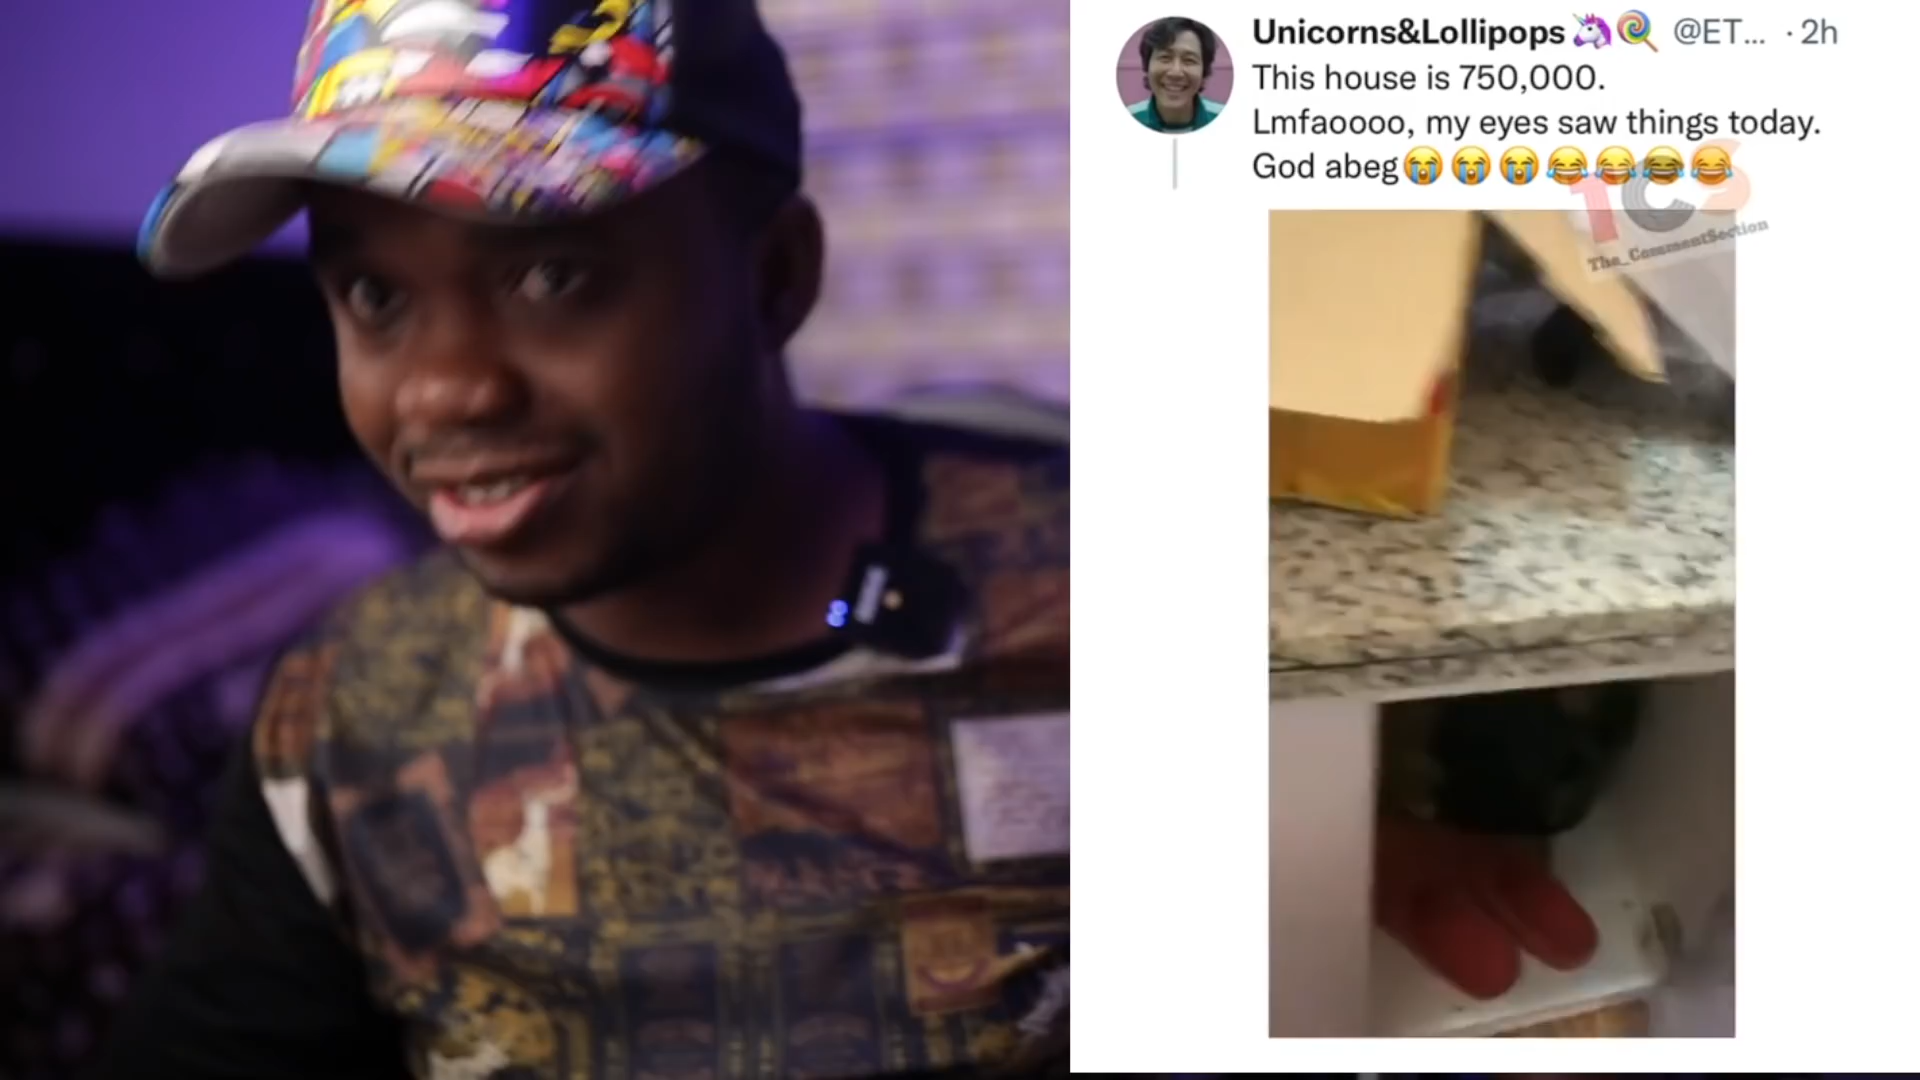 Unicorns&Lollipops🦄🍭 @ET... · 2h
This house is 750,000.
Lmfaoooo, my eyes saw things today.
God abeg😭😭😭😂😂😂😂
TCS
The_CommentSection